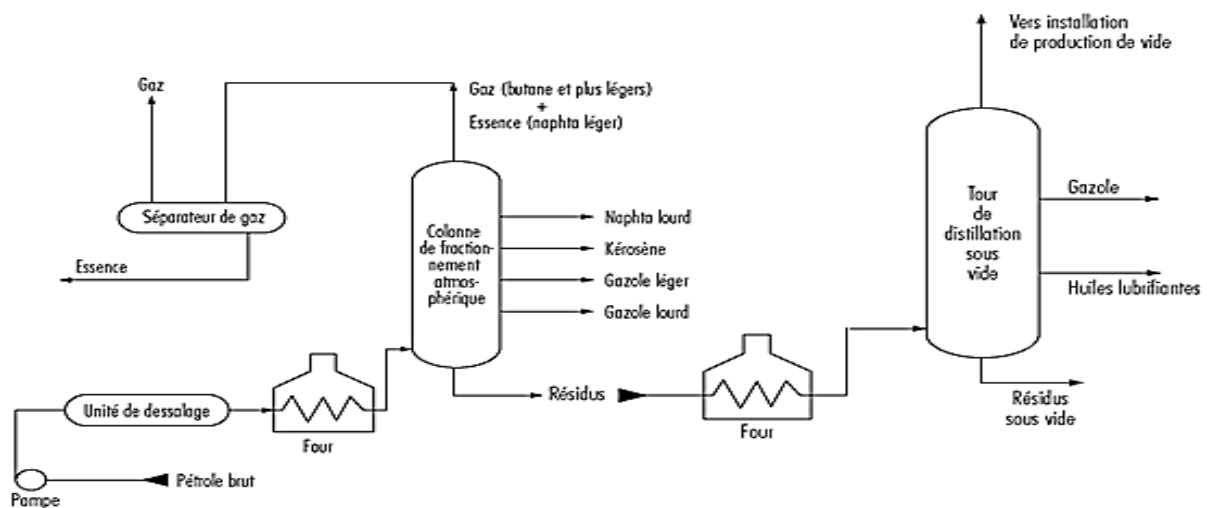 Vers installation
de production de vide
Gaz
Gaz (butane et plus légers)
+
Essence (naphta léger)
Séparateur de gaz
Essence
Colonne
de fraction-
nement
atmos-
phérique
Naphta lourd
Kérosène
Gazole léger
Gazole lourd
Tour
de
distillation
sous
vide
Gazole
Huiles lubrifiantes
Unité de dessalage
Four
Résidus
Four
Résidus
sous vide
Pétrole brut
Pompe